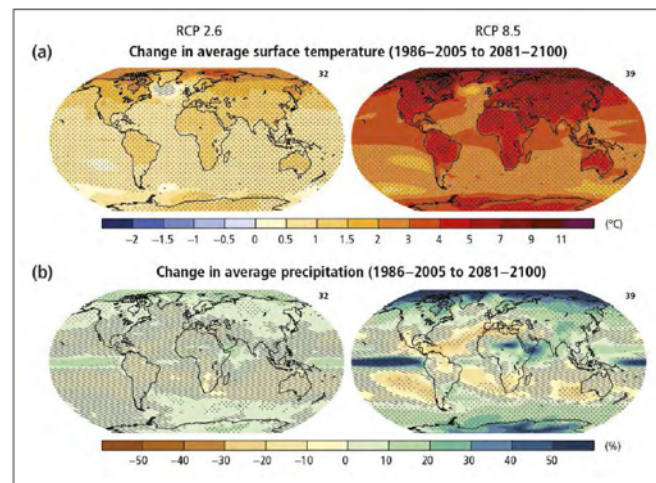 RCP 2.6 RCP 8.5
(a) Change in average surface temperature (1986–2005 to 2081–2100)
32 39
−2 −1.5 −1 −0.5 0 0.5 1 1.5 2 3 4 5 7 9 11 (°C)
(b) Change in average precipitation (1986–2005 to 2081–2100)
32 39
−50 −40 −30 −20 −10 0 10 20 30 40 50 (%)